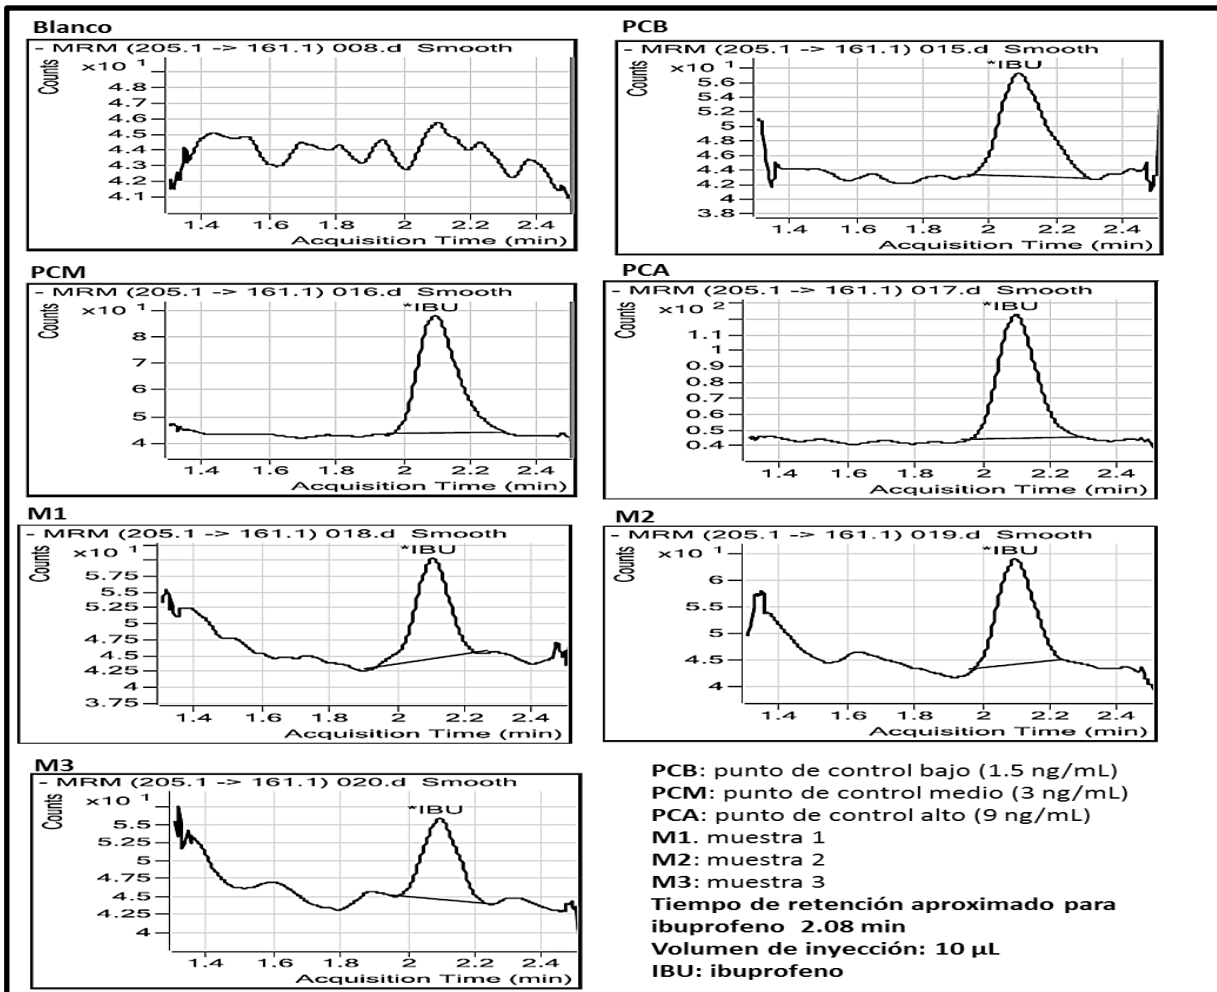 Blanco
- MRM (205.1 -> 161.1) 008.d Smooth
x10 1
Counts
4.8
4.7
4.6
4.5
4.4
4.3
4.2
4.1
1.4 1.6 1.8 2 2.2 2.4
Acquisition Time (min)
PCB
- MRM (205.1 -> 161.1) 015.d Smooth
x10 1
*IBU
Counts
5.6
5.4
5.2
5
4.8
4.6
4.4
4.2
4
3.8
1.4 1.6 1.8 2 2.2 2.4
Acquisition Time (min)
PCM
- MRM (205.1 -> 161.1) 016.d Smooth
x10 1
*IBU
Counts
8
7
6
5
4
1.4 1.6 1.8 2 2.2 2.4
Acquisition Time (min)
PCA
- MRM (205.1 -> 161.1) 017.d Smooth
x10 2
*IBU
Counts
1.1
1
0.9
0.8
0.7
0.6
0.5
0.4
1.4 1.6 1.8 2 2.2 2.4
Acquisition Time (min)
M1
- MRM (205.1 -> 161.1) 018.d Smooth
x10 1
*IBU
Counts
5.75
5.5
5.25
5
4.75
4.5
4.25
4
3.75
1.4 1.6 1.8 2 2.2 2.4
Acquisition Time (min)
M2
- MRM (205.1 -> 161.1) 019.d Smooth
x10 1
*IBU
Counts
6
5.5
5
4.5
4
1.4 1.6 1.8 2 2.2 2.4
Acquisition Time (min)
M3
- MRM (205.1 -> 161.1) 020.d Smooth
x10 1
*IBU
Counts
5.5
5.25
5
4.75
4.5
4.25
4
1.4 1.6 1.8 2 2.2 2.4
Acquisition Time (min)
PCB: punto de control bajo (1.5 ng/mL)
PCM: punto de control medio (3 ng/mL)
PCA: punto de control alto (9 ng/mL)
M1. muestra 1
M2: muestra 2
M3: muestra 3
Tiempo de retención aproximado para
ibuprofeno 2.08 min
Volumen de inyección: 10 µL
IBU: ibuprofeno